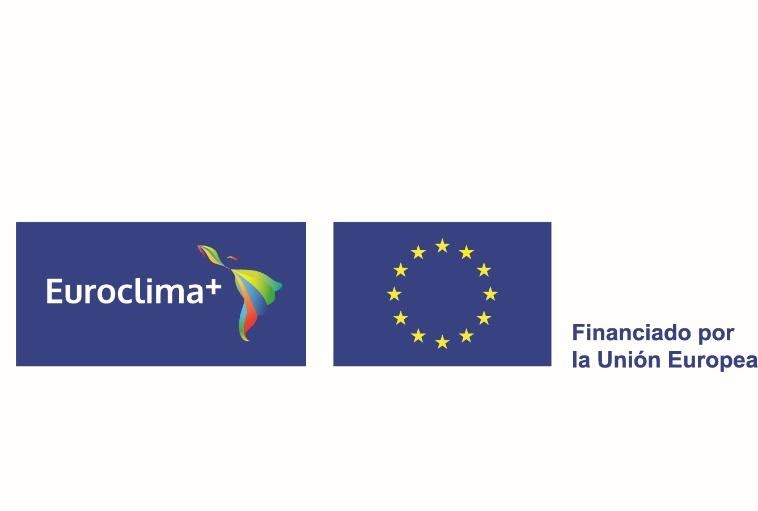 Euroclima+
Financiado por
la Unión Europea